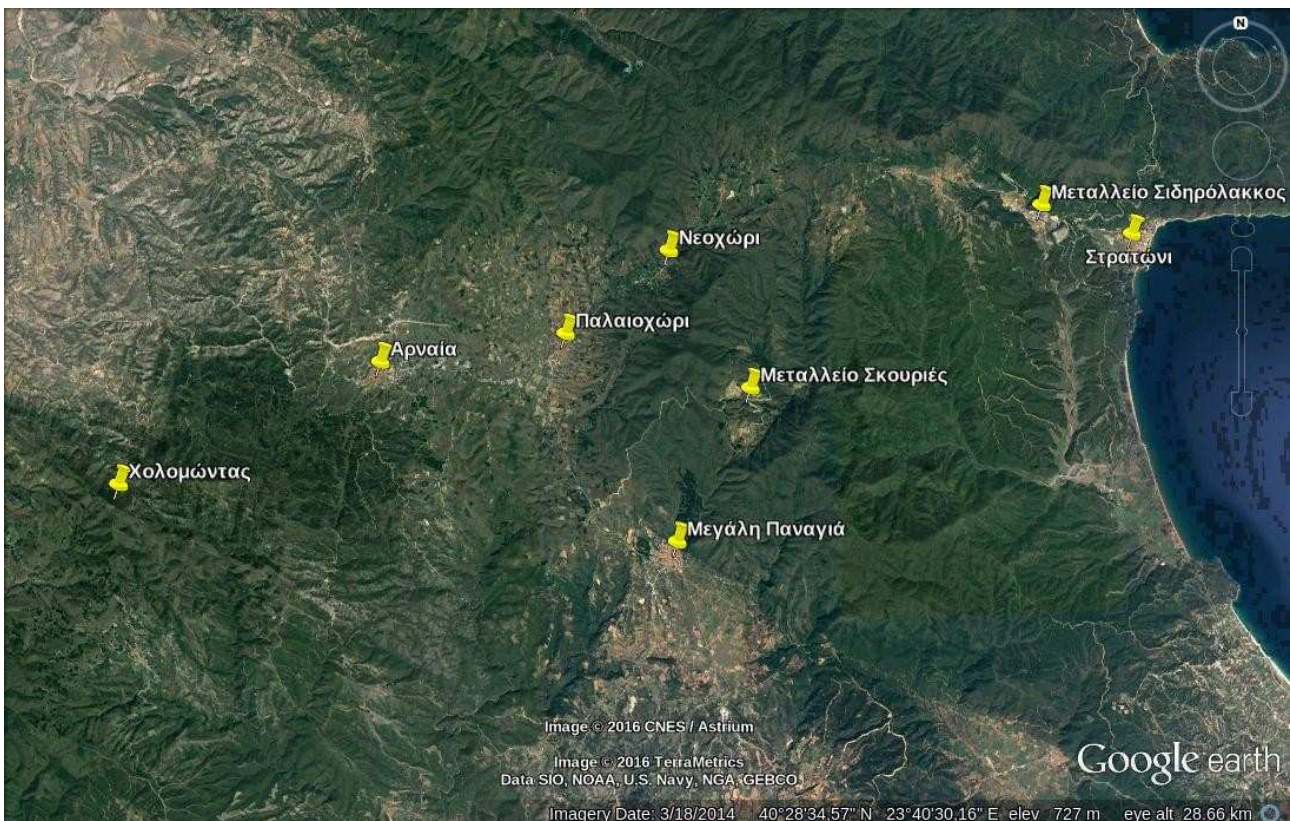 N
Μεταλλείο Σιδηρόλακκος
Νεοχώρι
Στρατώνι
Παλαιοχώρι
Αρναία
Μεταλλείο Σκουριές
Χολομώντας
Μεγάλη Παναγιά
Image © 2016 CNES / Astrium
Image © 2016 TerraMetrics
Data SIO, NOAA, U.S. Navy, NGA, GEBCO
Google earth
Imagery Date: 3/18/2014 40°28'34.57" N 23°40'30.16" E elev 727 m eye alt 28.66 km